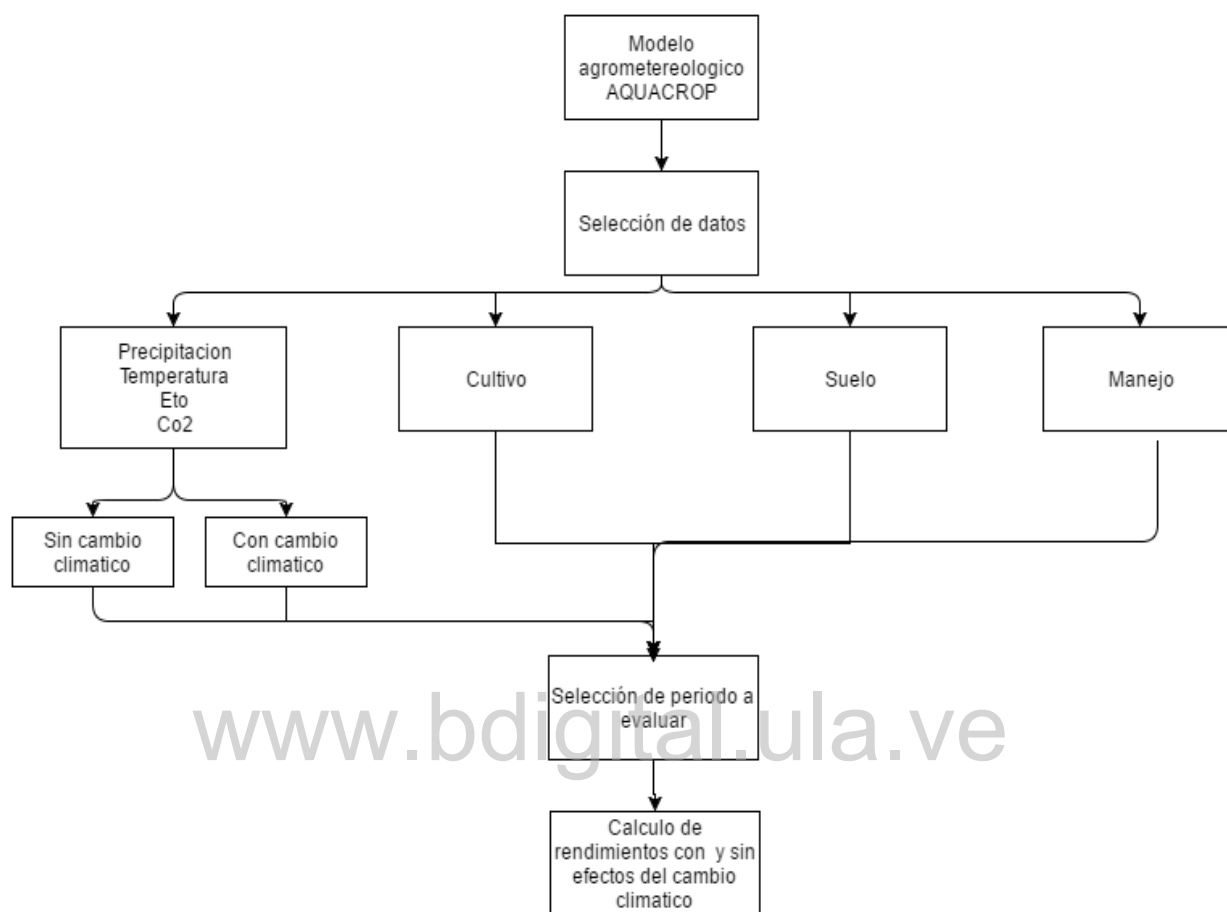 Modelo
agrometereologico
AQUACROP
Selección de datos
Precipitacion
Temperatura
Eto
Co2
Cultivo
Suelo
Manejo
Sin cambio
climatico
Con cambio
climatico
Selección de periodo a
evaluar
www.bdigital.ula.ve
Calculo de
rendimientos con y sin
efectos del cambio
climatico